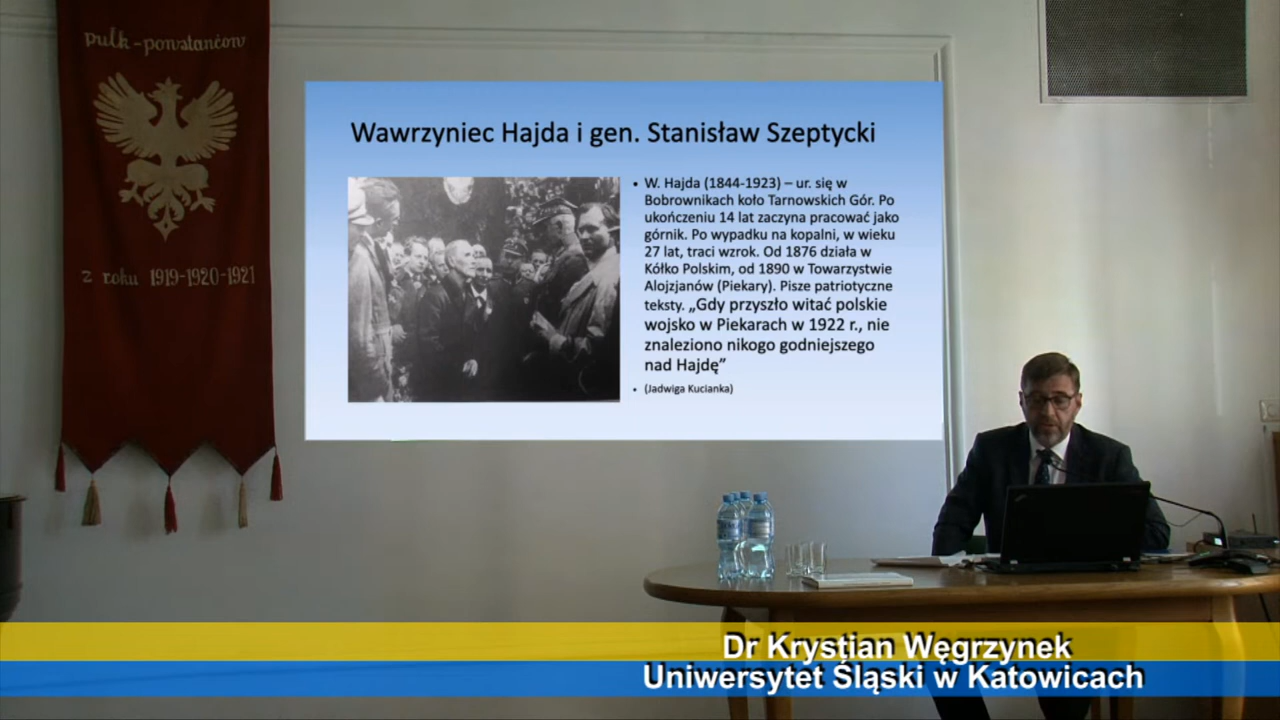 pułk-powstańców
z roku 1919-1920-1921
Wawrzyniec Hajda i gen. Stanisław Szeptycki
• W. Hajda (1844-1923) – ur. się w
Bobrownikach koło Tarnowskich Gór. Po
ukończeniu 14 lat zaczyna pracować jako
górnik. Po wypadku na kopalni, w wieku
27 lat, traci wzrok. Od 1876 działa w
Kółko Polskim, od 1890 w Towarzystwie
Alojzjanów (Piekary). Pisze patriotyczne
teksty. „Gdy przyszło witać polskie
wojsko w Piekarach w 1922 r., nie
znaleziono nikogo godniejszego
nad Hajdę”
• (Jadwiga Kucianka)
Dr Krystian Węgrzynek
Uniwersytet Śląski w Katowicach